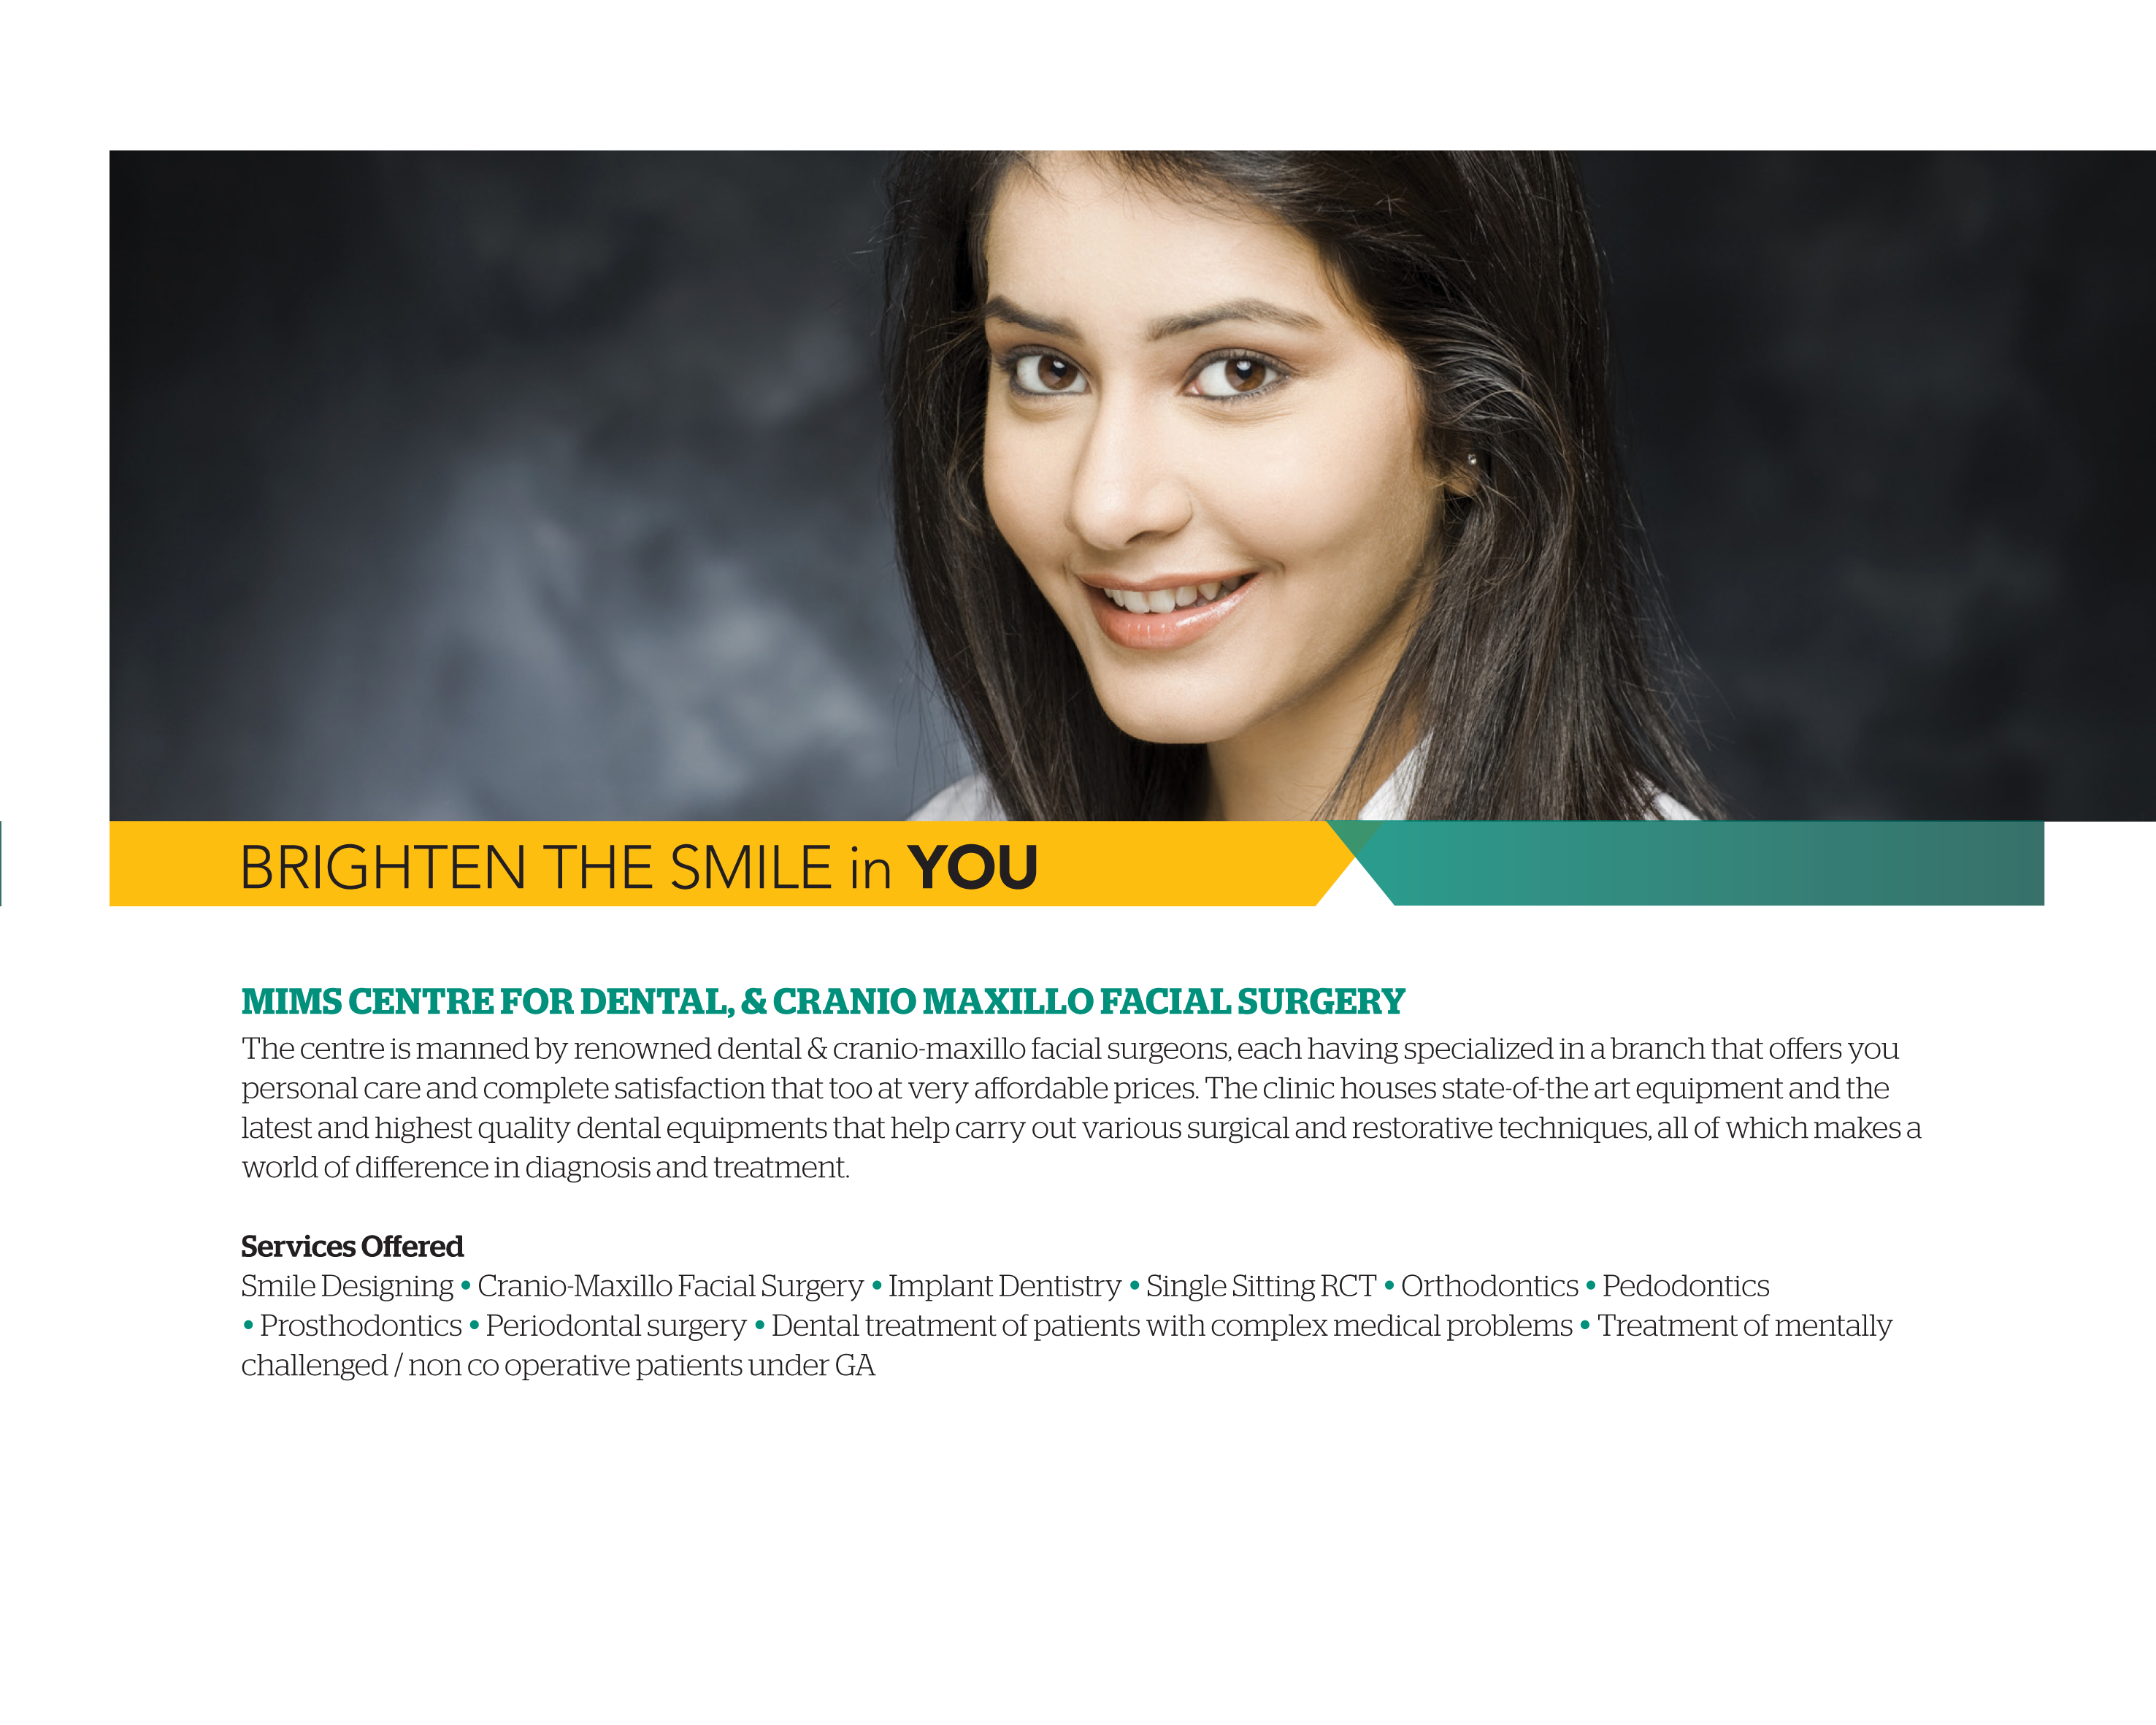 BRIGHTEN THE SMILE in YOU
MIMS CENTRE FOR DENTAL, & CRANIO MAXILLO FACIAL SURGERY
The centre is manned by renowned dental & cranio-maxillo facial surgeons, each having specialized in a branch that offers you
personal care and complete satisfaction that too at very affordable prices. The clinic houses state-of-the art equipment and the
latest and highest quality dental equipments that help carry out various surgical and restorative techniques, all of which makes a
world of difference in diagnosis and treatment.
Services Offered
Smile Designing • Cranio-Maxillo Facial Surgery • Implant Dentistry • Single Sitting RCT • Orthodontics • Pedodontics
• Prosthodontics • Periodontal surgery • Dental treatment of patients with complex medical problems • Treatment of mentally
challenged / non co operative patients under GA